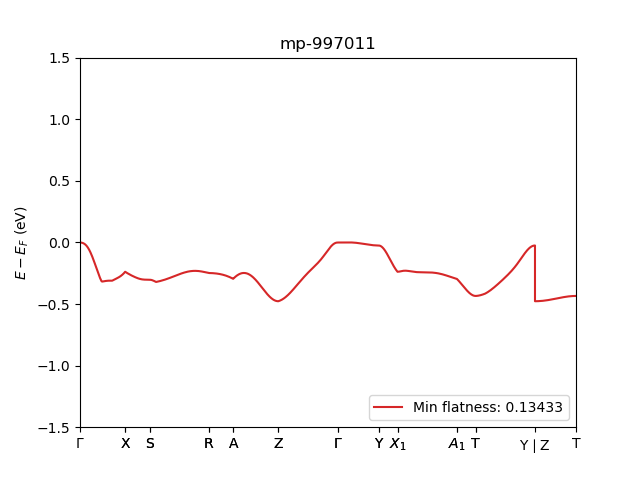 mp-997011
E − E_F (eV)
1.5
1.0
0.5
0.0
−0.5
−1.0
−1.5
Min flatness: 0.13433
Γ X S R A Z Γ Y X₁ A₁ T Y | Z T